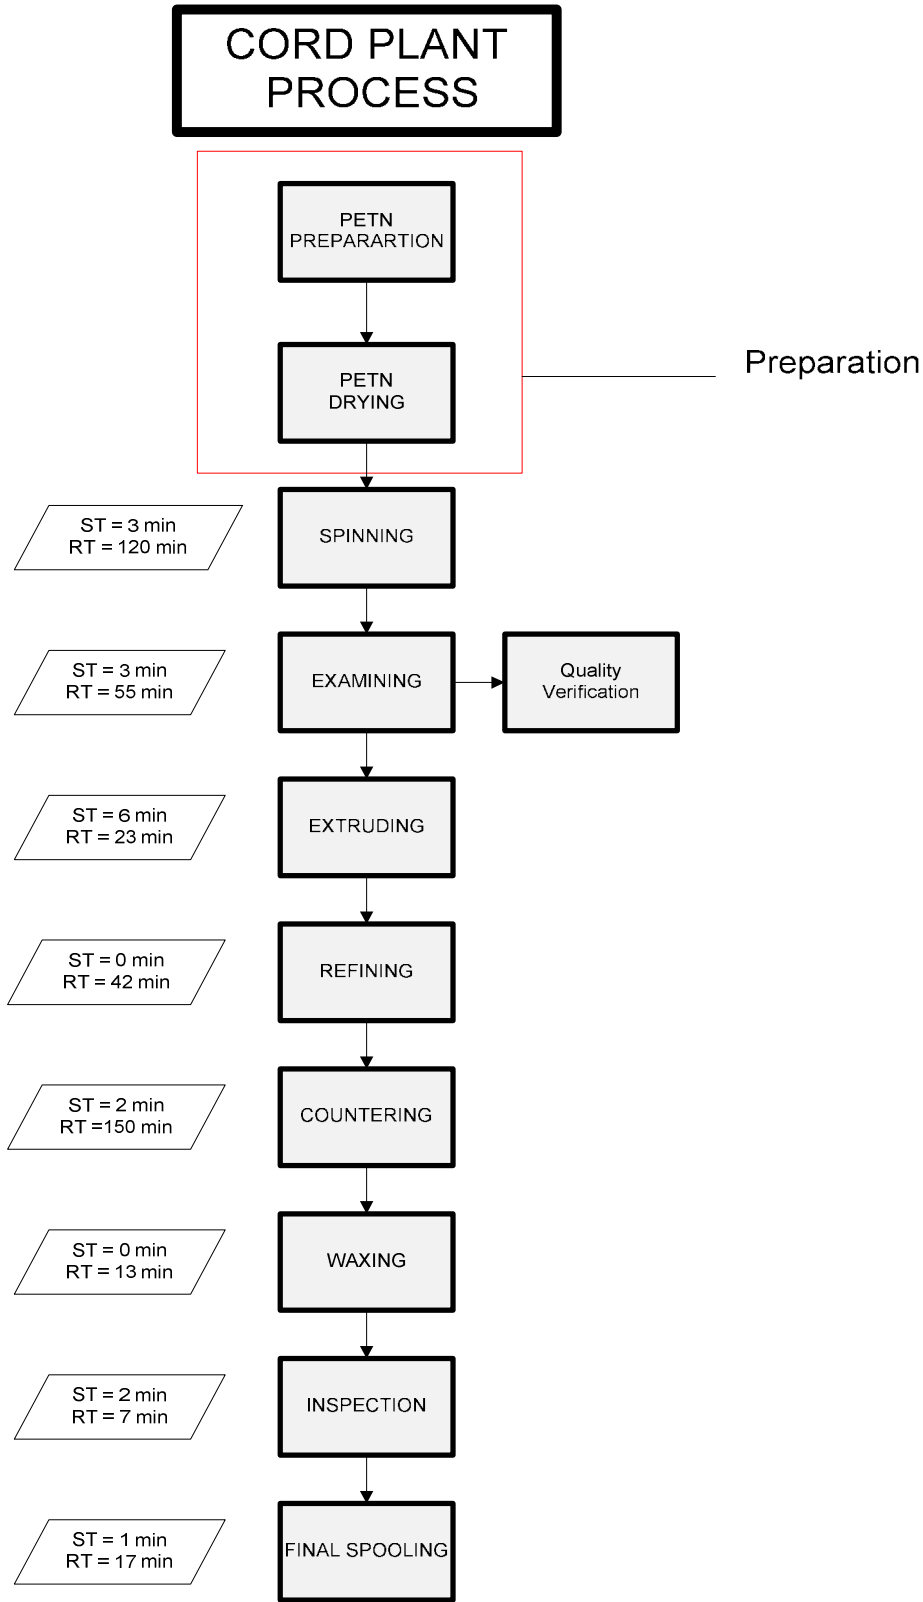 CORD PLANT
PROCESS
PETN
PREPARARTION
PETN
DRYING
Preparation
ST = 3 min
RT = 120 min
SPINNING
ST = 3 min
RT = 55 min
EXAMINING
Quality
Verification
ST = 6 min
RT = 23 min
EXTRUDING
ST = 0 min
RT = 42 min
REFINING
ST = 2 min
RT =150 min
COUNTERING
ST = 0 min
RT = 13 min
WAXING
ST = 2 min
RT = 7 min
INSPECTION
ST = 1 min
RT = 17 min
FINAL SPOOLING